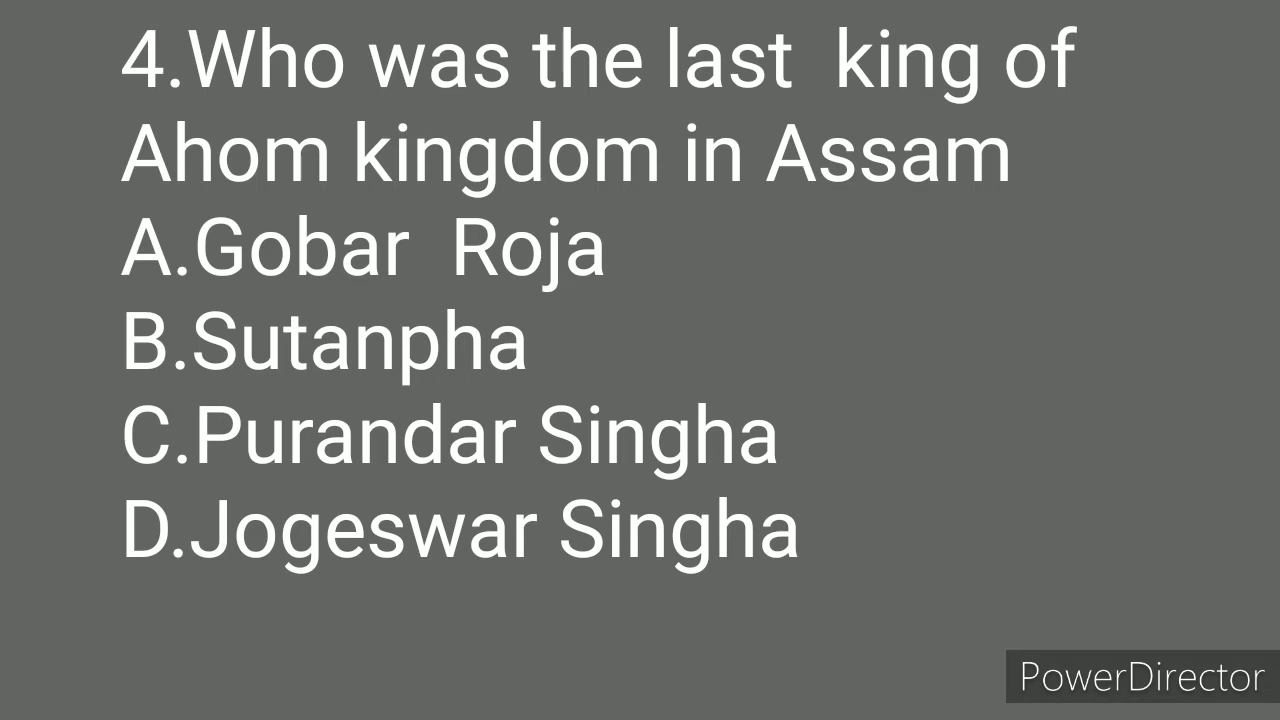 4.Who was the last  king of
Ahom kingdom in Assam
A.Gobar  Roja
B.Sutanpha
C.Purandar Singha
D.Jogeswar Singha
PowerDirector